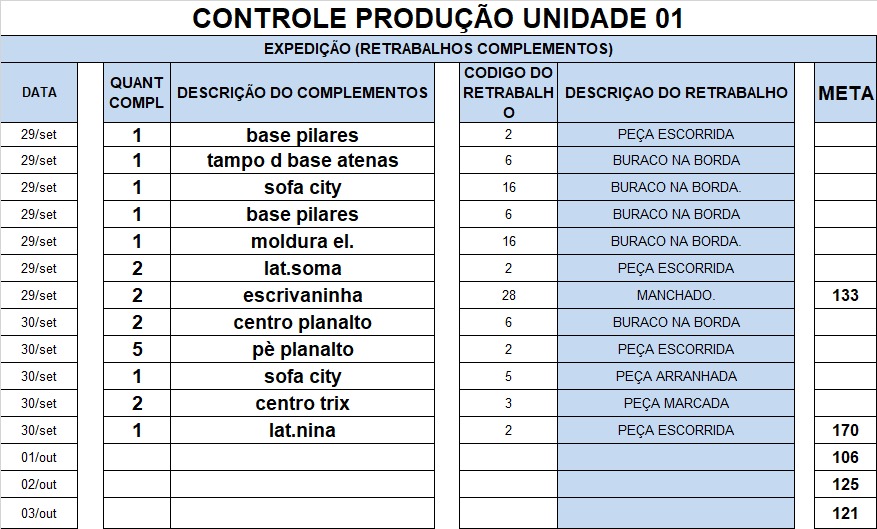 CONTROLE PRODUÇÃO UNIDADE 01
EXPEDIÇÃO (RETRABALHOS COMPLEMENTOS)
DATA QUANT COMPL DESCRIÇÃO DO COMPLEMENTOS CODIGO DO RETRABALHO DESCRIÇAO DO RETRABALHO META
29/set 1 base pilares 2 PEÇA ESCORRIDA
29/set 1 tampo d base atenas 6 BURACO NA BORDA
29/set 1 sofa city 16 BURACO NA BORDA.
29/set 1 base pilares 6 BURACO NA BORDA
29/set 1 moldura el. 16 BURACO NA BORDA.
29/set 2 lat.soma 2 PEÇA ESCORRIDA
29/set 2 escrivaninha 28 MANCHADO. 133
30/set 2 centro planalto 6 BURACO NA BORDA
30/set 5 pè planalto 2 PEÇA ESCORRIDA
30/set 1 sofa city 5 PEÇA ARRANHADA
30/set 2 centro trix 3 PEÇA MARCADA
30/set 1 lat.nina 2 PEÇA ESCORRIDA 170
01/out 106
02/out 125
03/out 121